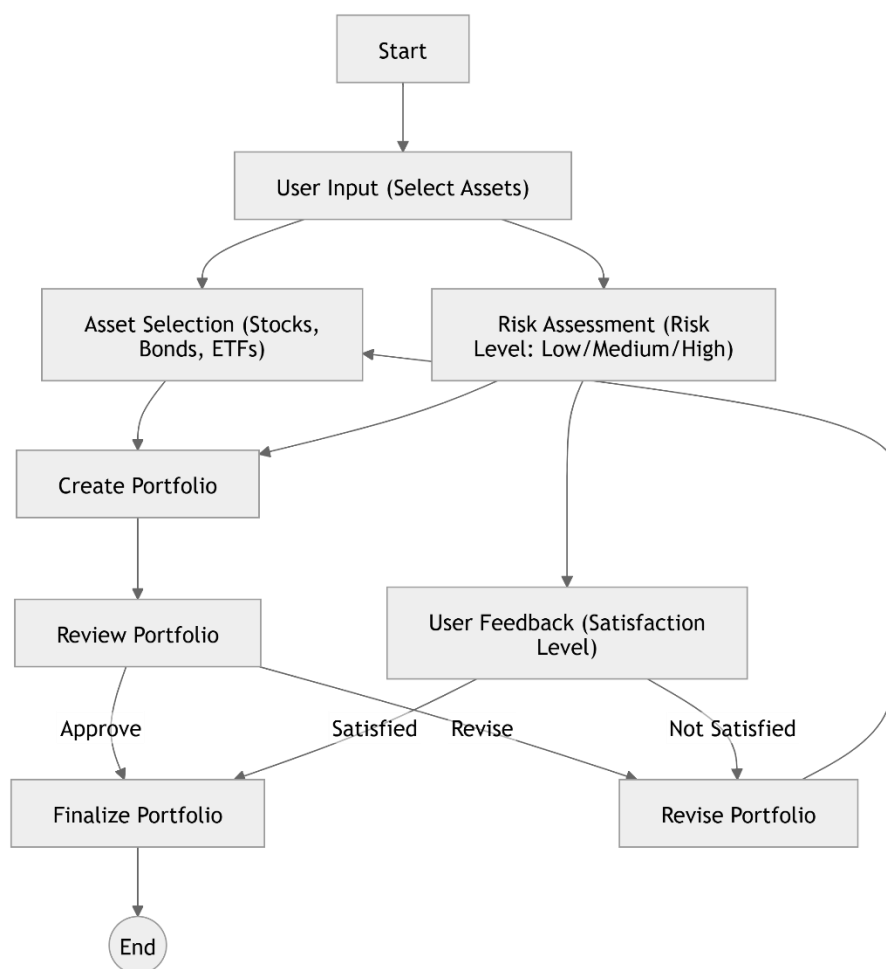 Start
User Input (Select Assets)
Asset Selection (Stocks,
Bonds, ETFs)
Risk Assessment (Risk
Level: Low/Medium/High)
Create Portfolio
Review Portfolio
User Feedback (Satisfaction
Level)
Approve
Satisfied
Revise
Not Satisfied
Finalize Portfolio
Revise Portfolio
End